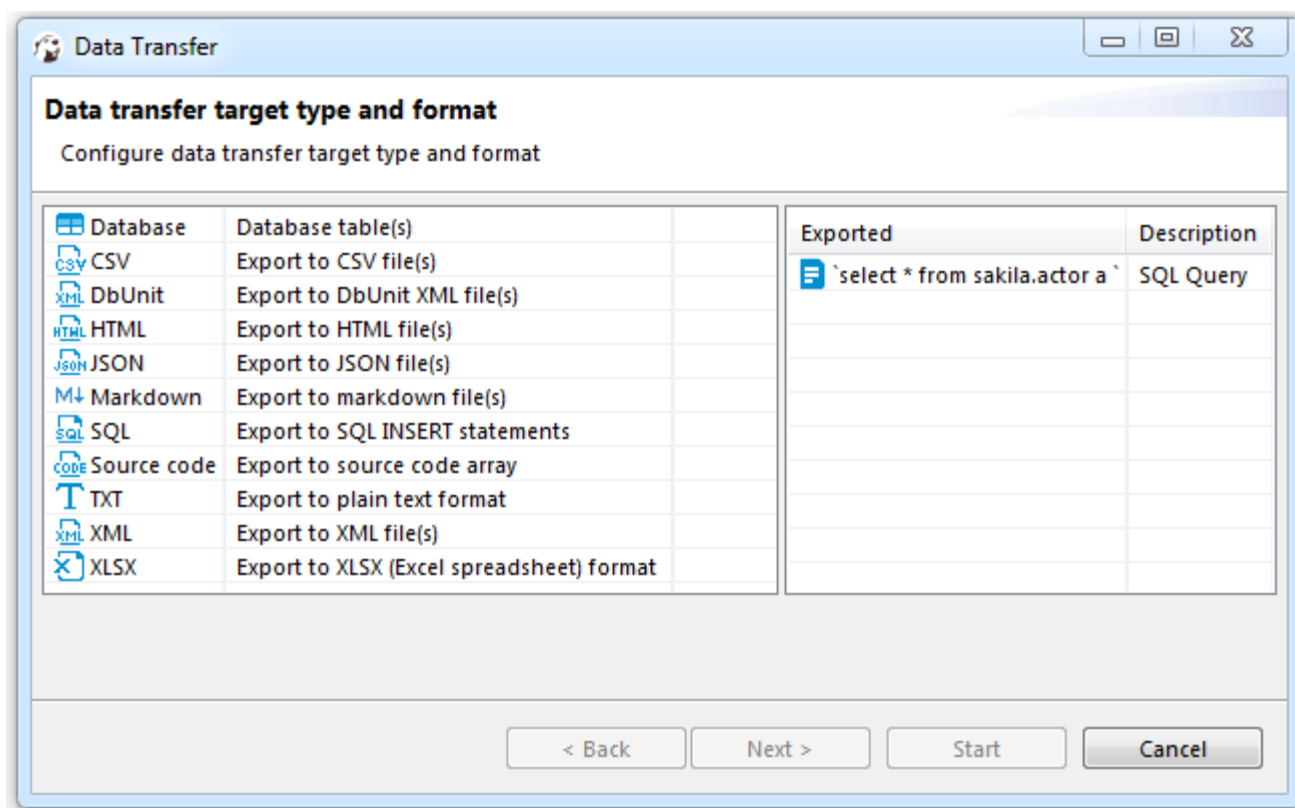 Data Transfer
Data transfer target type and format
Configure data transfer target type and format
Database Database table(s)
CSV Export to CSV file(s)
DbUnit Export to DbUnit XML file(s)
HTML Export to HTML file(s)
JSON Export to JSON file(s)
M↓ Markdown Export to markdown file(s)
SQL Export to SQL INSERT statements
Source code Export to source code array
TXT Export to plain text format
XML Export to XML file(s)
XLSX Export to XLSX (Excel spreadsheet) format
Exported Description
`select * from sakila.actor a ` SQL Query
< Back Next > Start Cancel